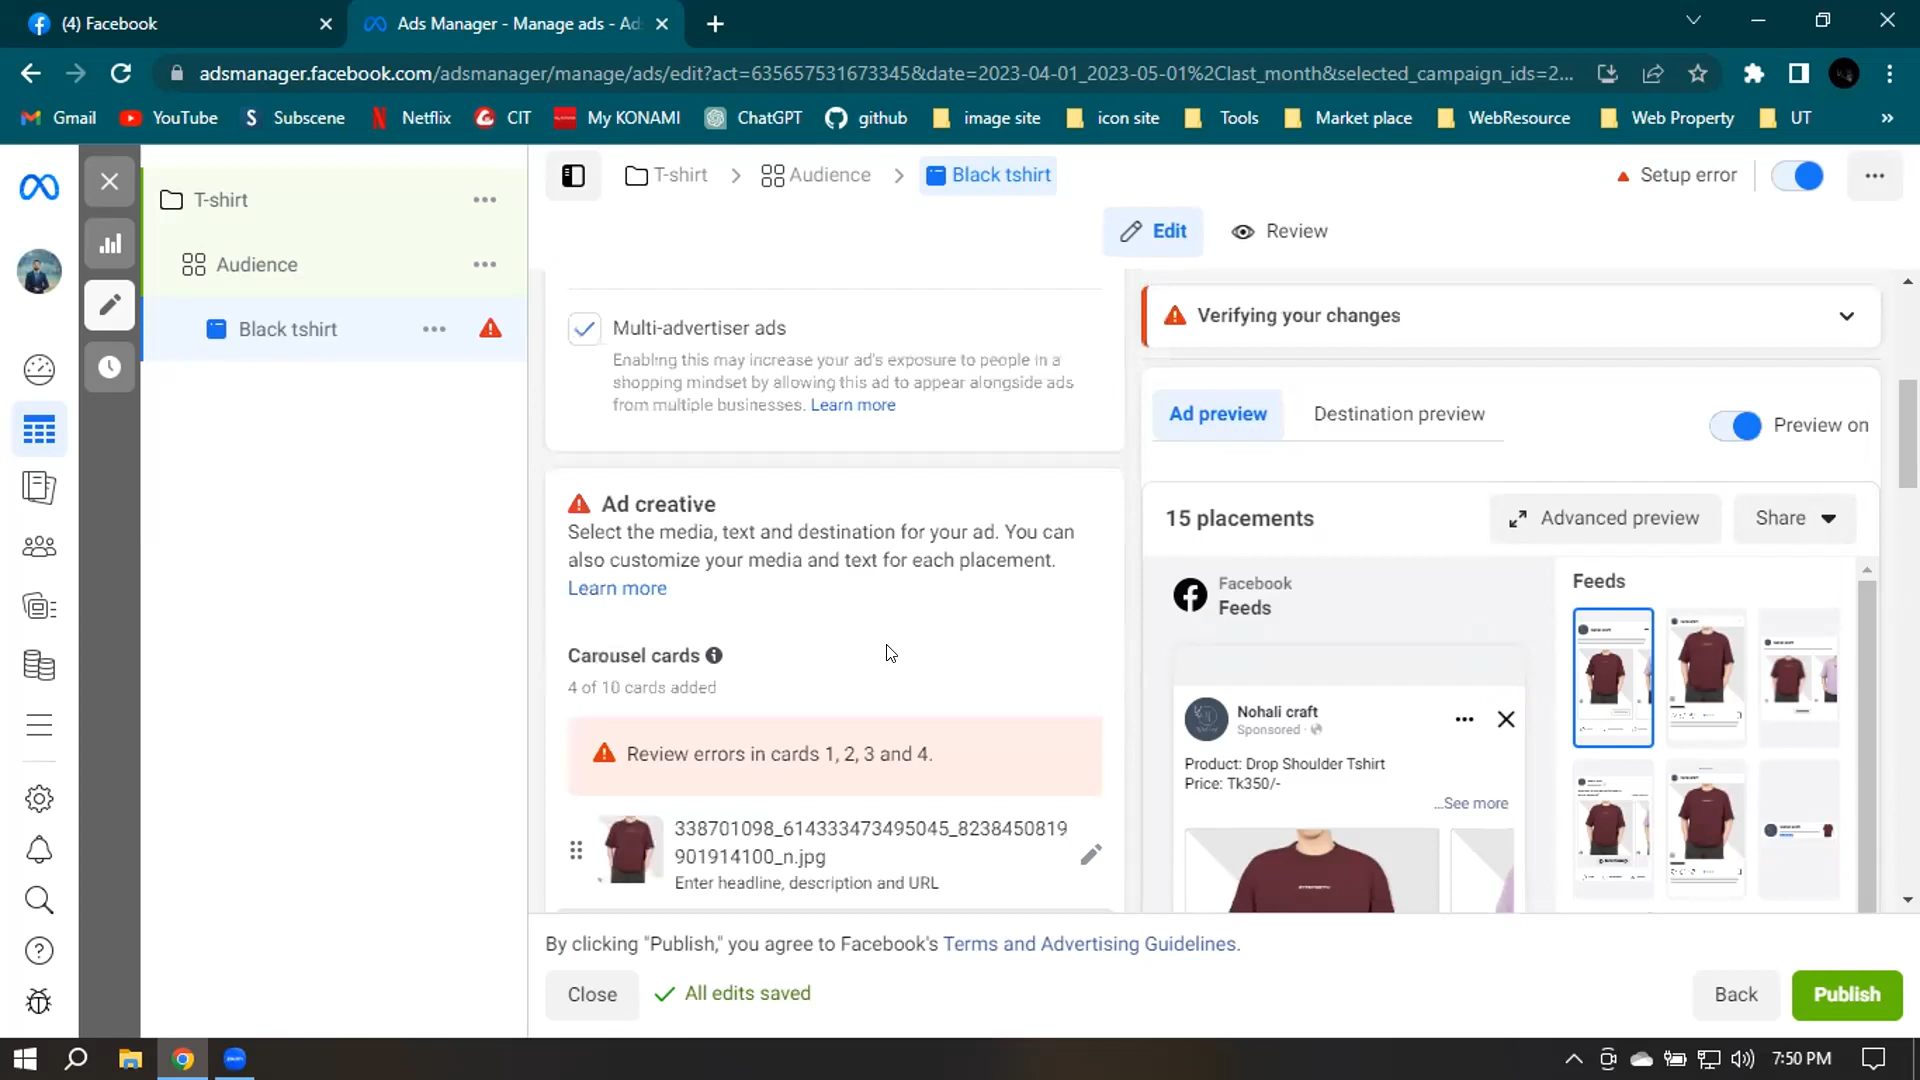 (4) Facebook
Ads Manager - Manage ads - Ad
adsmanager.facebook.com/adsmanager/manage/ads/edit?act=635657531673345&date=2023-04-01_2023-05-01%2Clast_month&selected_campaign_ids=2...
Gmail
YouTube
Subscene
Netflix
CIT
My KONAMI
ChatGPT
github
image site
icon site
Tools
Market place
WebResource
Web Property
UT
»
T-shirt
Audience
Black tshirt
T-shirt
Audience
Black tshirt
Setup error
Edit
Review
Multi-advertiser ads
Enabling this may increase your ad's exposure to people in a
shopping mindset by allowing this ad to appear alongside ads
from multiple businesses. Learn more
Ad creative
Select the media, text and destination for your ad. You can
also customize your media and text for each placement.
Learn more
Carousel cards
4 of 10 cards added
Review errors in cards 1, 2, 3 and 4.
338701098_614333473495045_8238450819
901914100_n.jpg
Enter headline, description and URL
Verifying your changes
Ad preview
Destination preview
Preview on
15 placements
Advanced preview
Share
Facebook
Feeds
Feeds
Nohali craft
Sponsored ·
Product: Drop Shoulder Tshirt
Price: Tk350/-
...See more
By clicking "Publish," you agree to Facebook's Terms and Advertising Guidelines.
Close
All edits saved
Back
Publish
zoom
7:50 PM